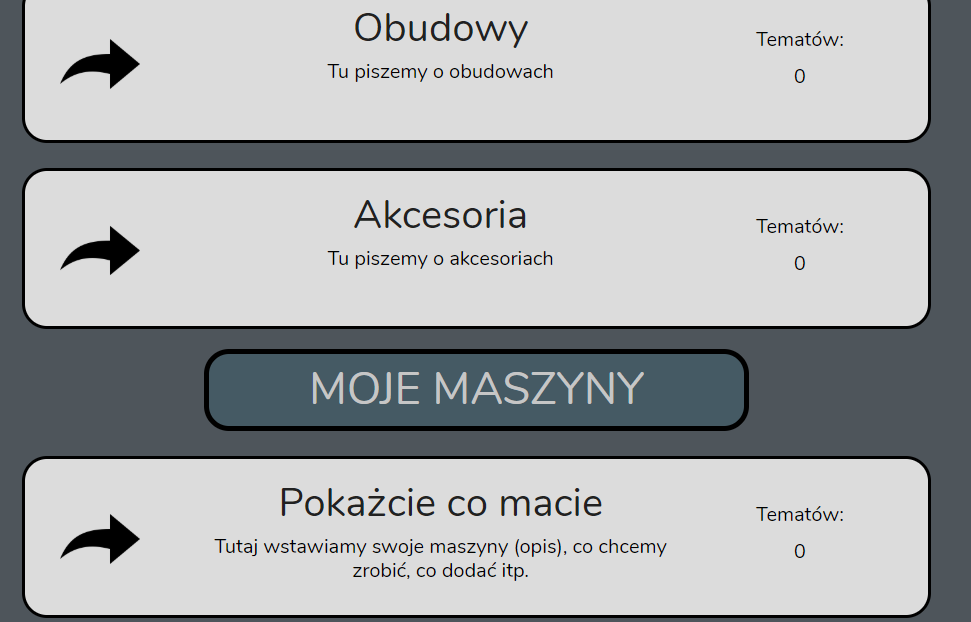 Obudowy
Tu piszemy o obudowach
Tematów:
0
Akcesoria
Tu piszemy o akcesoriach
Tematów:
0
MOJE MASZYNY
Pokażcie co macie
Tutaj wstawiamy swoje maszyny (opis), co chcemy
zrobić, co dodać itp.
Tematów:
0